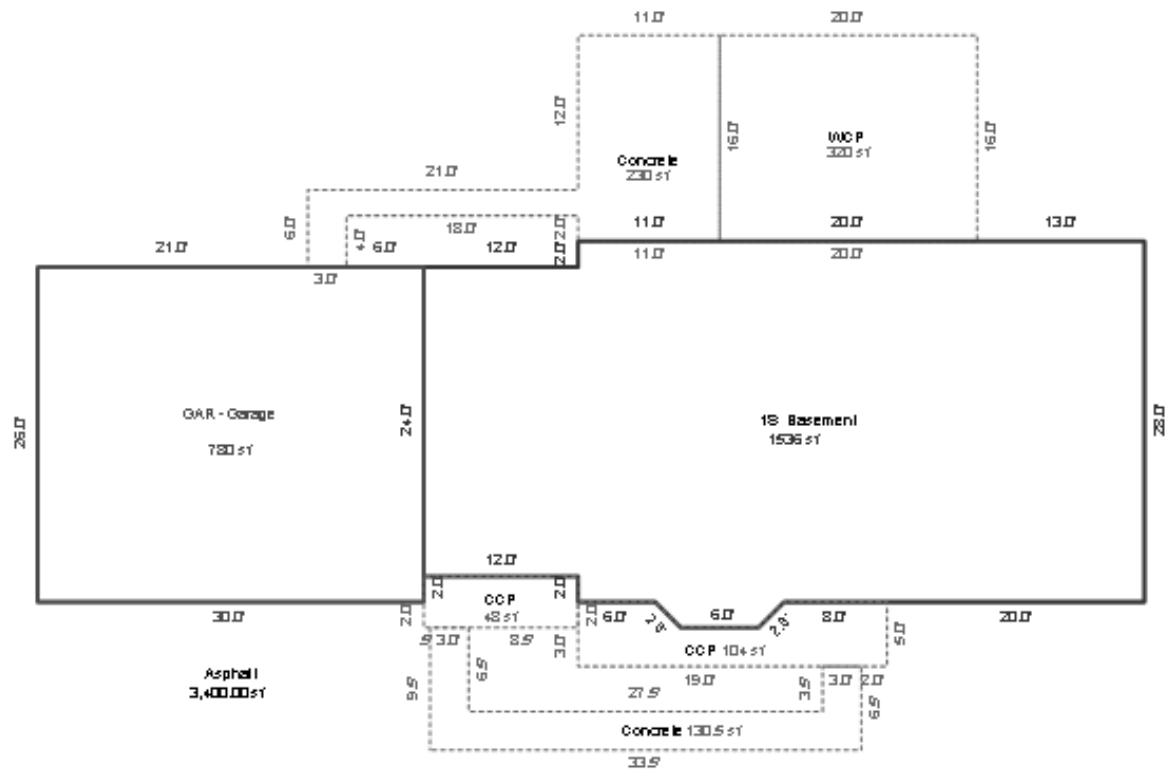 11.0' 20.0'
12.0' 16.0' 16.0'
WCP
320 sf
Concrete
230 sf
21.0'
6.0' 4.0' 18.0' 2.0' 11.0' 20.0' 13.0'
21.0' 6.0' 12.0' 2.0' 11.0' 20.0'
3.0'
GAR - Garage
780 sf
26.0' 24.0' 28.0'
1S Basement
1536 sf
12.0'
2.0' 2.0'
CCP
48 sf
30.0' 2.0' 2.0' 6.0' 2.8' 6.0' 2.8' 8.0' 20.0'
.5' 3.0' 8.5' 3.0' CCP 104 sf 5.0'
Asphalt
3,400.00 sf
9.5' 6.5' 19.0' 3.5' 3.0' 2.0'
27.5' 6.5'
Concrete 130.5 sf
33.5'